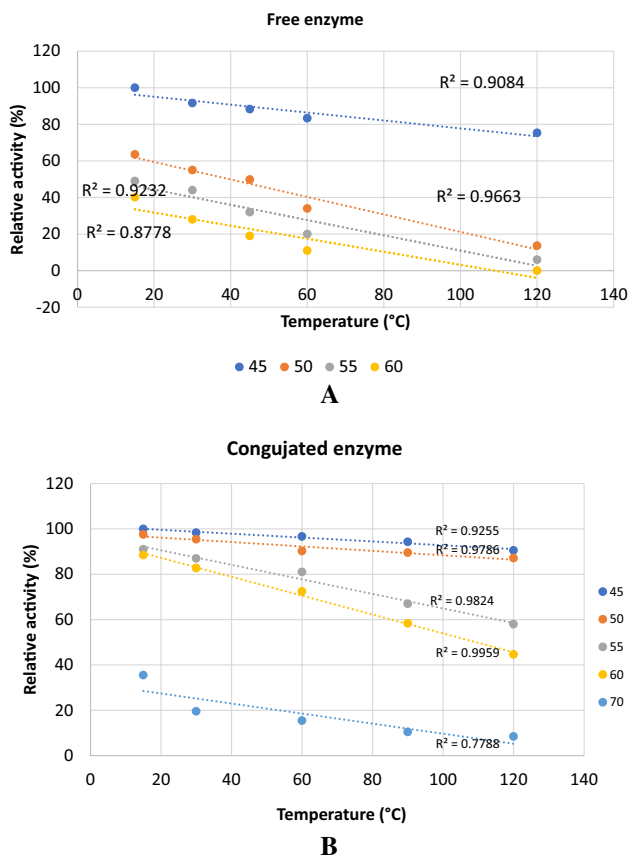 Free enzyme
120
100
80
60
40
20
0
-20
Relative activity (%)
R² = 0.9084
R² = 0.9232
R² = 0.9663
R² = 0.8778
0 20 40 60 80 100 120 140
Temperature (°C)
45 50 55 60
A
Congujated enzyme
120
100
80
60
40
20
0
Relative activity (%)
R² = 0.9255
R² = 0.9786
R² = 0.9824
R² = 0.9959
R² = 0.7788
45
50
55
60
70
0 20 40 60 80 100 120 140
Temperature (°C)
B